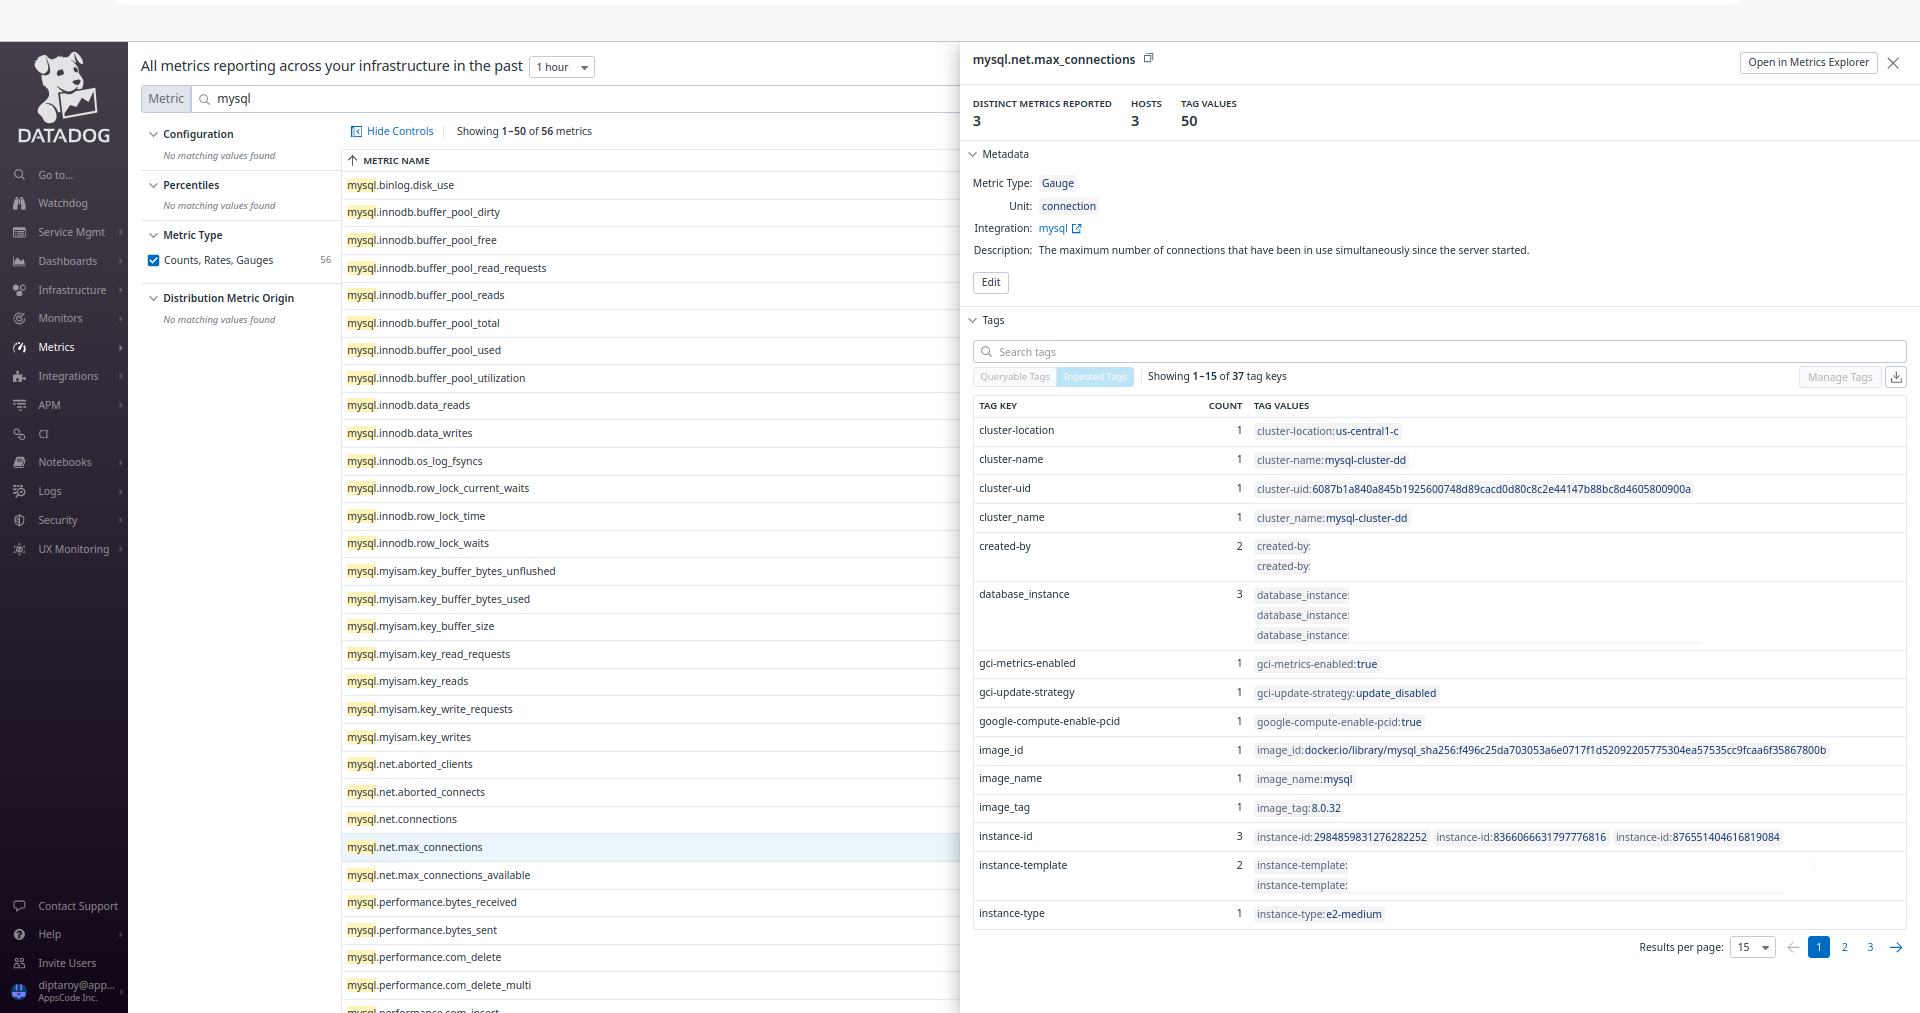 DATADOG
Go to...
Watchdog
Service Mgmt
Dashboards
Infrastructure
Monitors
Metrics
Integrations
APM
CI
Notebooks
Logs
Security
UX Monitoring
Contact Support
Help
Invite Users
diptaroy@app...
AppsCode Inc.
All metrics reporting across your infrastructure in the past 1 hour
Metric mysql
Configuration
No matching values found
Percentiles
No matching values found
Metric Type
Counts, Rates, Gauges 56
Distribution Metric Origin
No matching values found
Hide Controls Showing 1–50 of 56 metrics
METRIC NAME
mysql.binlog.disk_use
mysql.innodb.buffer_pool_dirty
mysql.innodb.buffer_pool_free
mysql.innodb.buffer_pool_read_requests
mysql.innodb.buffer_pool_reads
mysql.innodb.buffer_pool_total
mysql.innodb.buffer_pool_used
mysql.innodb.buffer_pool_utilization
mysql.innodb.data_reads
mysql.innodb.data_writes
mysql.innodb.os_log_fsyncs
mysql.innodb.row_lock_current_waits
mysql.innodb.row_lock_time
mysql.innodb.row_lock_waits
mysql.myisam.key_buffer_bytes_unflushed
mysql.myisam.key_buffer_bytes_used
mysql.myisam.key_buffer_size
mysql.myisam.key_read_requests
mysql.myisam.key_reads
mysql.myisam.key_write_requests
mysql.myisam.key_writes
mysql.net.aborted_clients
mysql.net.aborted_connects
mysql.net.connections
mysql.net.max_connections
mysql.net.max_connections_available
mysql.performance.bytes_received
mysql.performance.bytes_sent
mysql.performance.com_delete
mysql.performance.com_delete_multi
mysql.performance.com_insert
mysql.net.max_connections
Open in Metrics Explorer
DISTINCT METRICS REPORTED HOSTS TAG VALUES
3 3 50
Metadata
Metric Type: Gauge
Unit: connection
Integration: mysql
Description: The maximum number of connections that have been in use simultaneously since the server started.
Edit
Tags
Search tags
Queryable Tags Ingested Tags Showing 1–15 of 37 tag keys Manage Tags
TAG KEY COUNT TAG VALUES
cluster-location 1 cluster-location:us-central1-c
cluster-name 1 cluster-name:mysql-cluster-dd
cluster-uid 1 cluster-uid:6087b1a840a845b1925600748d89cacd0d80c8c2e44147b88bc8d4605800900a
cluster_name 1 cluster_name:mysql-cluster-dd
created-by 2 created-by:
created-by:
database_instance 3 database_instance:
database_instance:
database_instance:
gci-metrics-enabled 1 gci-metrics-enabled:true
gci-update-strategy 1 gci-update-strategy:update_disabled
google-compute-enable-pcid 1 google-compute-enable-pcid:true
image_id 1 image_id:docker.io/library/mysql_sha256:f496c25da703053a6e0717f1d52092205775304ea57535cc9fcaa6f35867800b
image_name 1 image_name:mysql
image_tag 1 image_tag:8.0.32
instance-id 3 instance-id:2984859831276282252 instance-id:8366066631797776816 instance-id:876551404616819084
instance-template 2 instance-template:
instance-template:
instance-type 1 instance-type:e2-medium
Results per page: 15 1 2 3